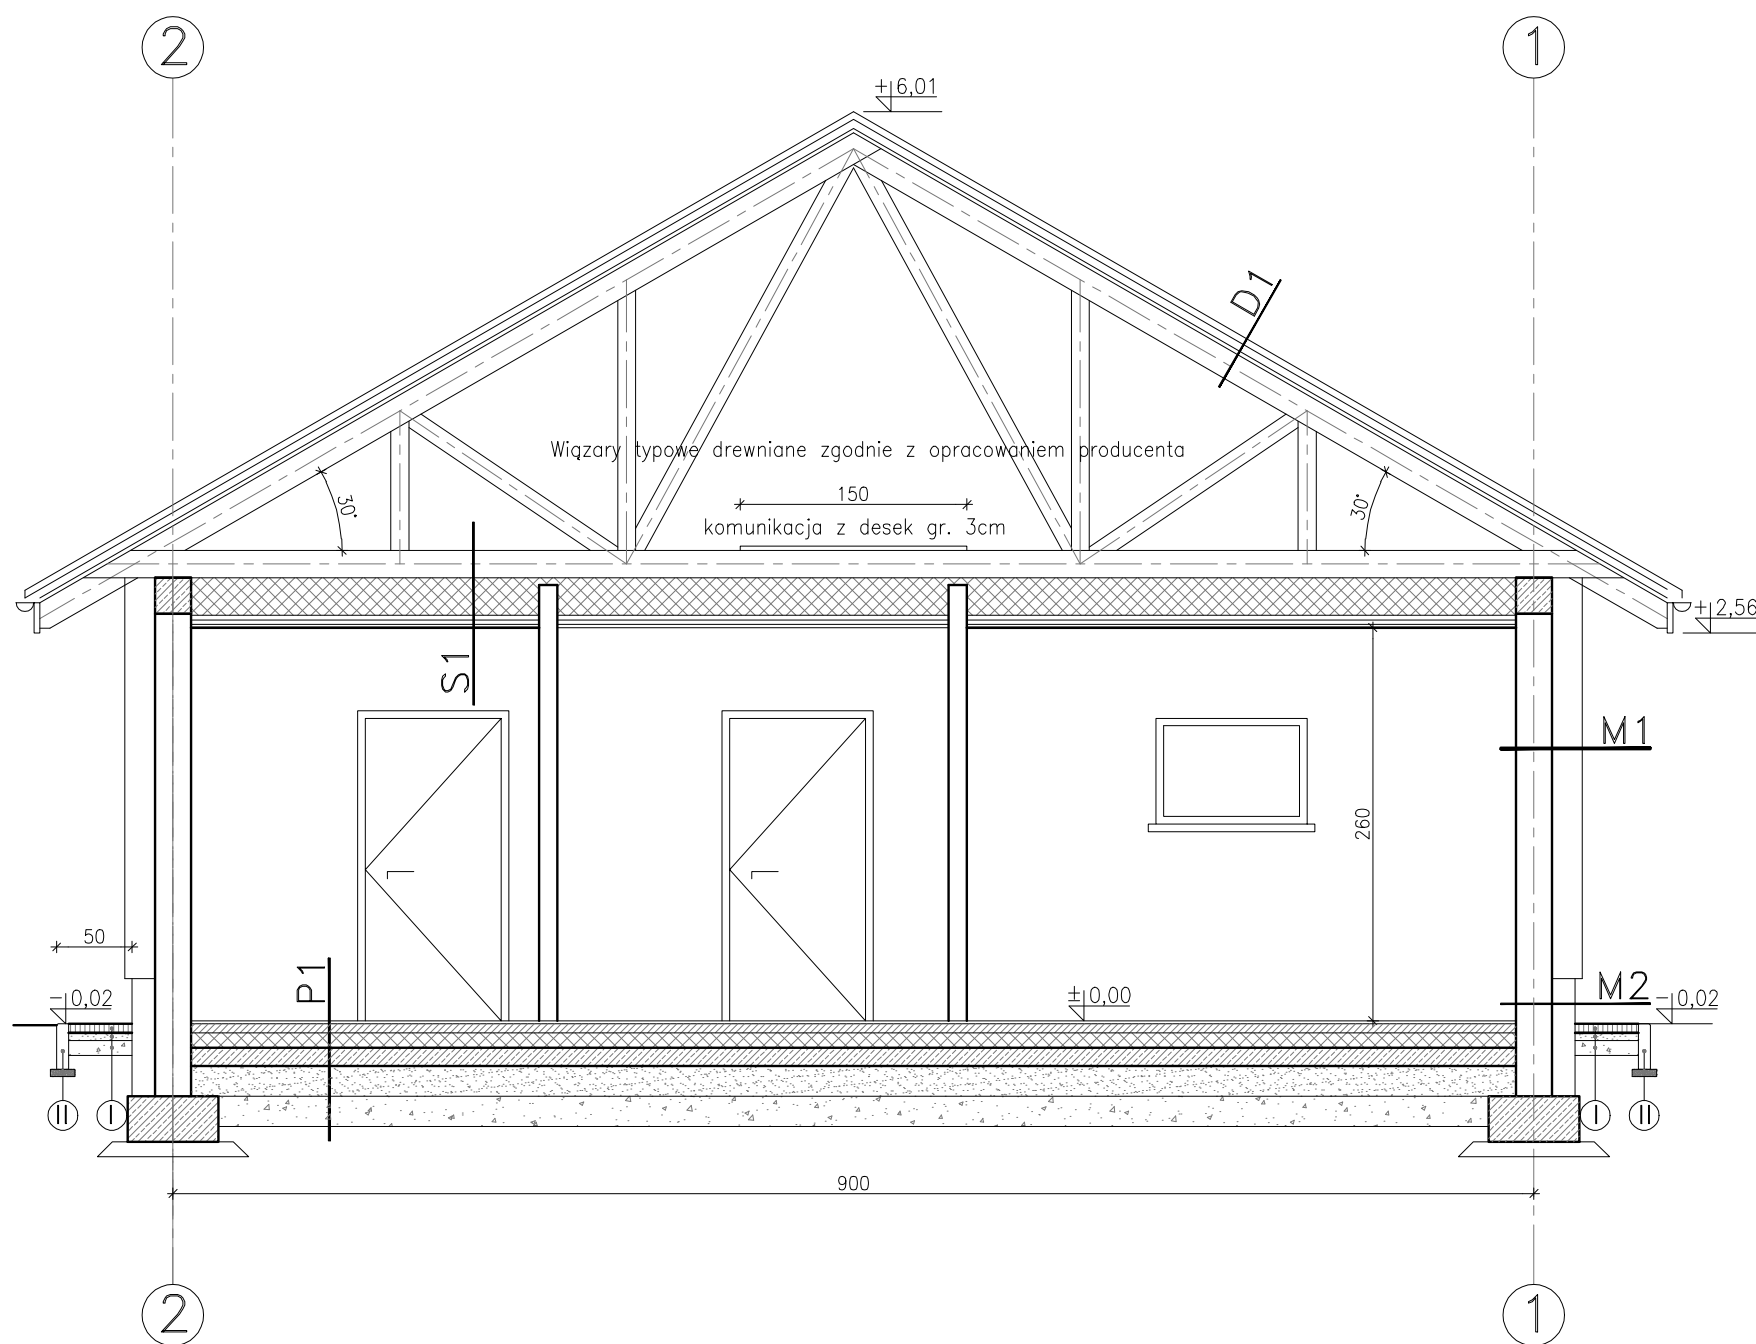 2
1
+6,01
D1
Wiązary typowe drewniane zgodnie z opracowaniem producenta
30°
150
30°
komunikacja z desek gr. 3cm
+2,56
S1
M1
260
50
P1
-0,02
±0,00
M2
-0,02
II
I
I
II
900
2
1